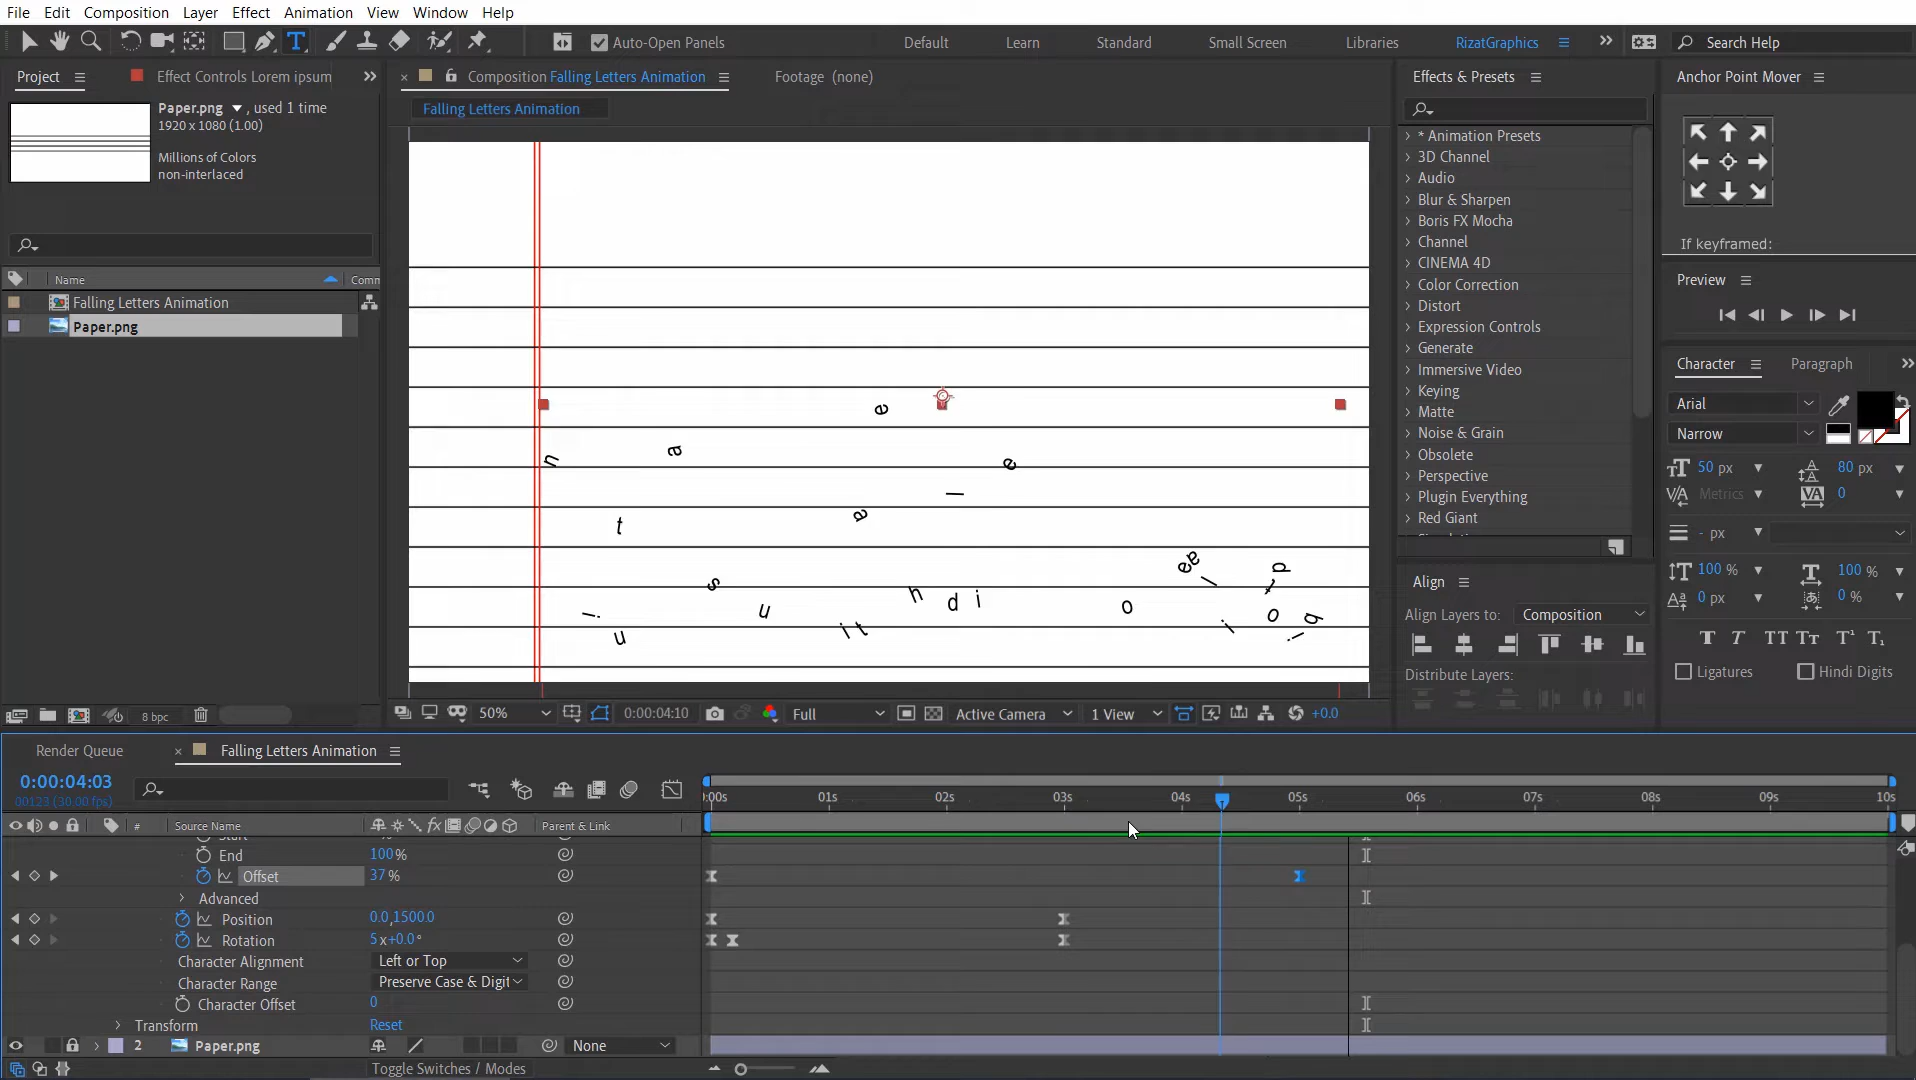 File Edit Composition Layer Effect Animation View Window Help
Auto-Open Panels
Default Learn Standard Small Screen Libraries RizatGraphics
Search Help
Project
Effect Controls Lorem ipsum
Composition Falling Letters Animation
Footage (none)
Falling Letters Animation
Paper.png , used 1 time
1920 x 1080 (1.00)
Millions of Colors
non-interlaced
Name
Comm
Falling Letters Animation
Paper.png
8 bpc
e
n
a
e
l
a
t
s
u
l
u
i t
h
d i
o
e a
l
i
d
o
i
q
50%
0:00:04:10
Full
Active Camera
1 View
+0.0
Effects & Presets
* Animation Presets
3D Channel
Audio
Blur & Sharpen
Boris FX Mocha
Channel
CINEMA 4D
Color Correction
Distort
Expression Controls
Generate
Immersive Video
Keying
Matte
Noise & Grain
Obsolete
Perspective
Plugin Everything
Red Giant
Align
Align Layers to: Composition
Distribute Layers:
Anchor Point Mover
If keyframed:
Preview
Character
Paragraph
Arial
Narrow
50 px
80 px
Metrics
0
- px
100 %
100 %
0 px
0 %
Ligatures
Hindi Digits
Render Queue
Falling Letters Animation
0:00:04:03
00123 (30.00 fps)
:00s 01s 02s 03s 04s 05s 06s 07s 08s 09s 10s
# Source Name
Parent & Link
End 100%
Offset 37 %
Advanced
Position 0.0,1500.0
Rotation 5x+0.0°
Character Alignment Left or Top
Character Range Preserve Case & Digit
Character Offset 0
Transform Reset
2 Paper.png None
Toggle Switches / Modes